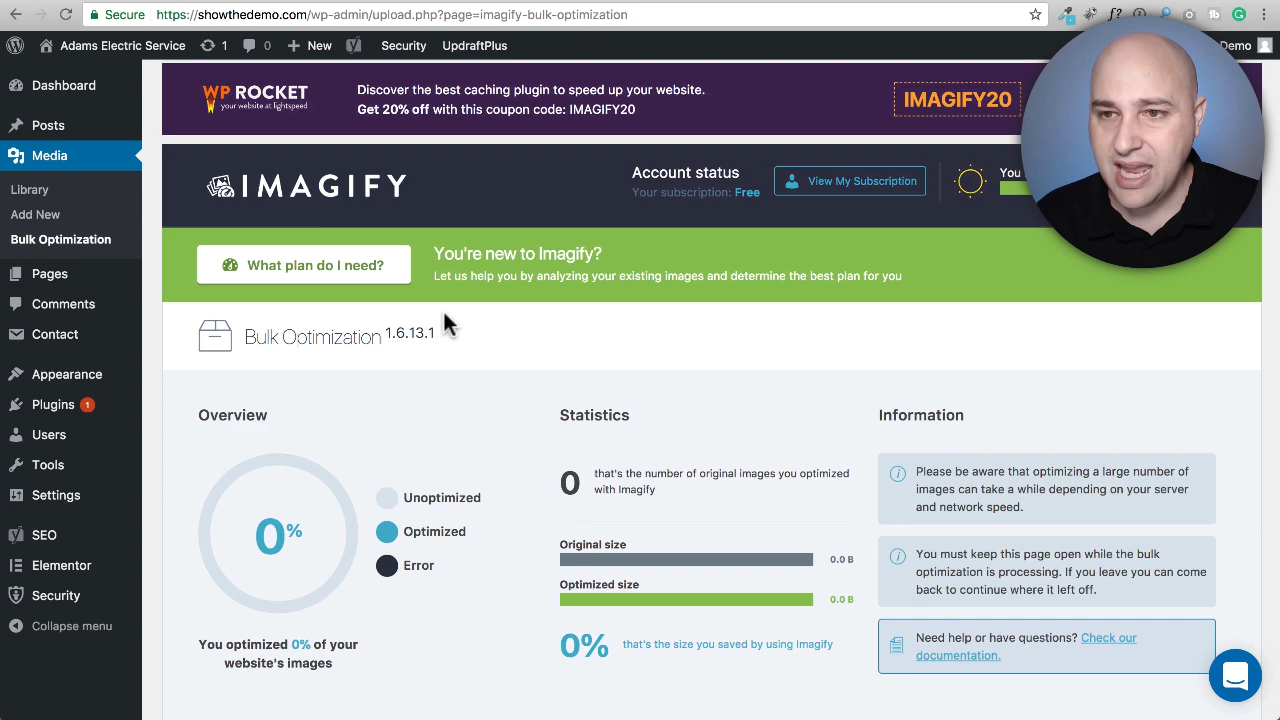 Secure https://showthedemo.com/wp-admin/upload.php?page=imagify-bulk-optimization
Adams Electric Service 1 0 New Security UpdraftPlus Demo
Dashboard
Posts
Media
Library
Add New
Bulk Optimization
Pages
Comments
Contact
Appearance
Plugins 1
Users
Tools
Settings
SEO
Elementor
Security
Collapse menu
WP ROCKET
your website at lightspeed
Discover the best caching plugin to speed up your website.
Get 20% off with this coupon code: IMAGIFY20
IMAGIFY20
IMAGIFY
Account status
Your subscription: Free
View My Subscription
You
What plan do I need?
You're new to Imagify?
Let us help you by analyzing your existing images and determine the best plan for you
Bulk Optimization 1.6.13.1
Overview
0%
Unoptimized
Optimized
Error
You optimized 0% of your
website's images
Statistics
0 that's the number of original images you optimized
with Imagify
Original size
0.0 B
Optimized size
0.0 B
0% that's the size you saved by using Imagify
Information
Please be aware that optimizing a large number of
images can take a while depending on your server
and network speed.
You must keep this page open while the bulk
optimization is processing. If you leave you can come
back to continue where it left off.
Need help or have questions? Check our
documentation.